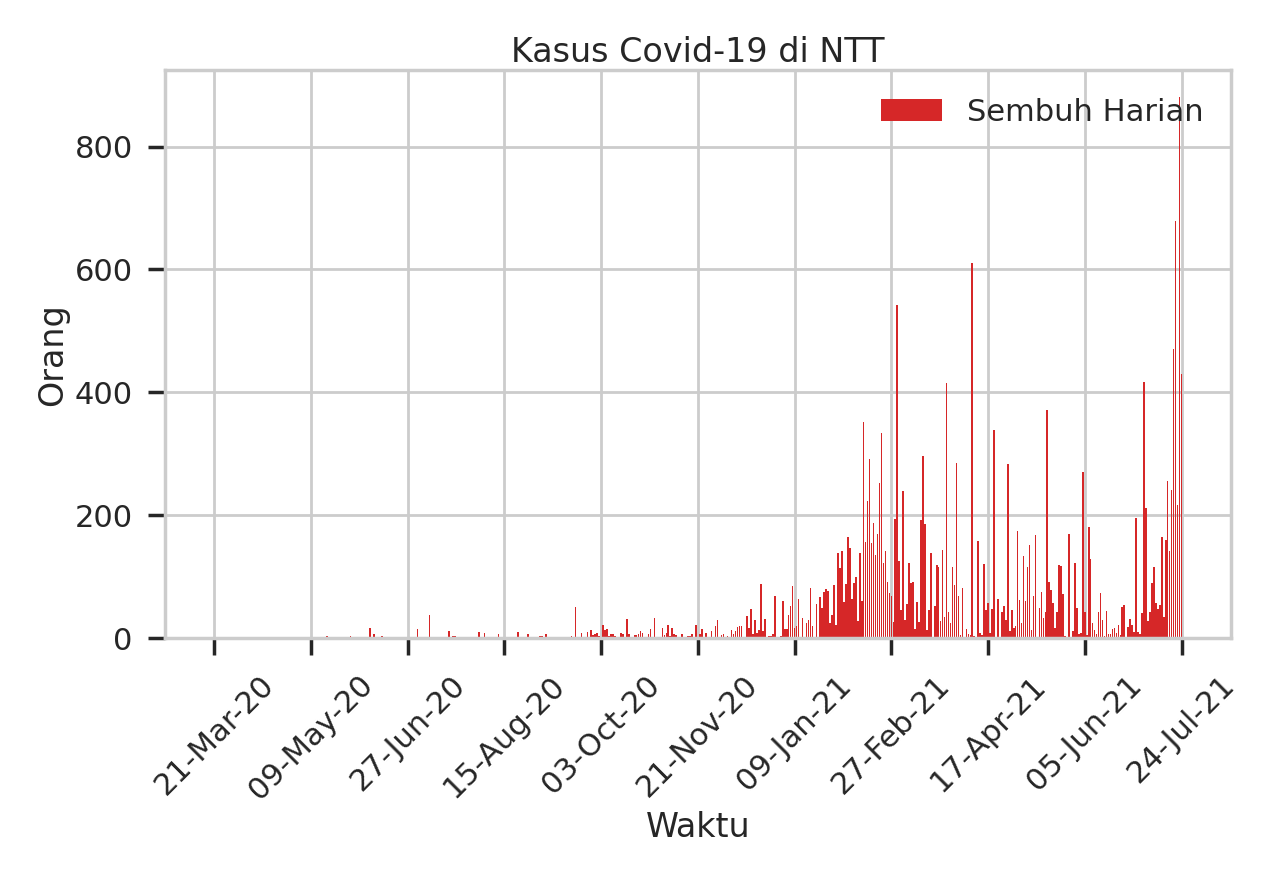 Kasus Covid-19 di NTT
Sembuh Harian
Orang
800
600
400
200
0
21-Mar-20
09-May-20
27-Jun-20
15-Aug-20
03-Oct-20
21-Nov-20
09-Jan-21
27-Feb-21
17-Apr-21
05-Jun-21
24-Jul-21
Waktu